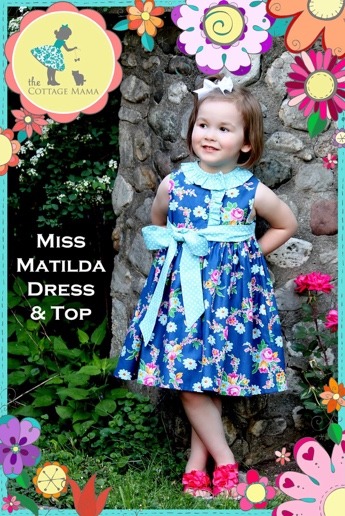 the
COTTAGE MAMA
MISS
MATILDA
DRESS
& TOP